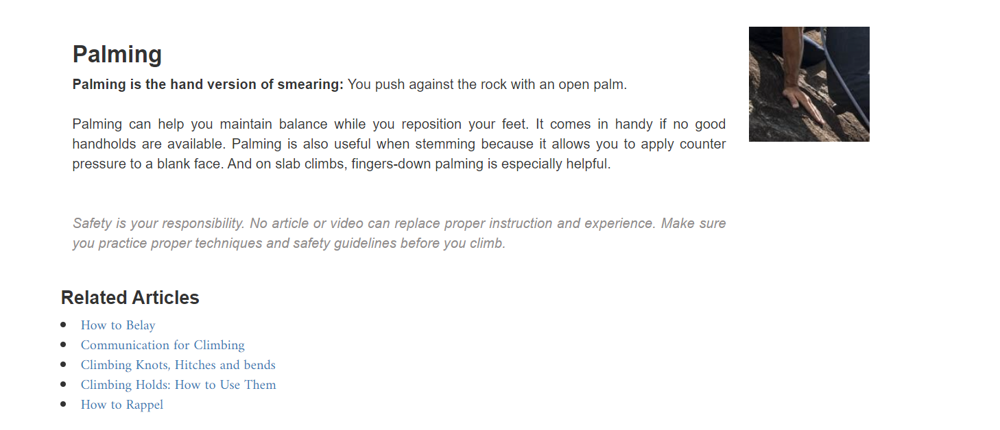 Palming
Palming is the hand version of smearing: You push against the rock with an open palm.
Palming can help you maintain balance while you reposition your feet. It comes in handy if no good
handholds are available. Palming is also useful when stemming because it allows you to apply counter
pressure to a blank face. And on slab climbs, fingers-down palming is especially helpful.
Safety is your responsibility. No article or video can replace proper instruction and experience. Make sure
you practice proper techniques and safety guidelines before you climb.
Related Articles
How to Belay
Communication for Climbing
Climbing Knots, Hitches and bends
Climbing Holds: How to Use Them
How to Rappel